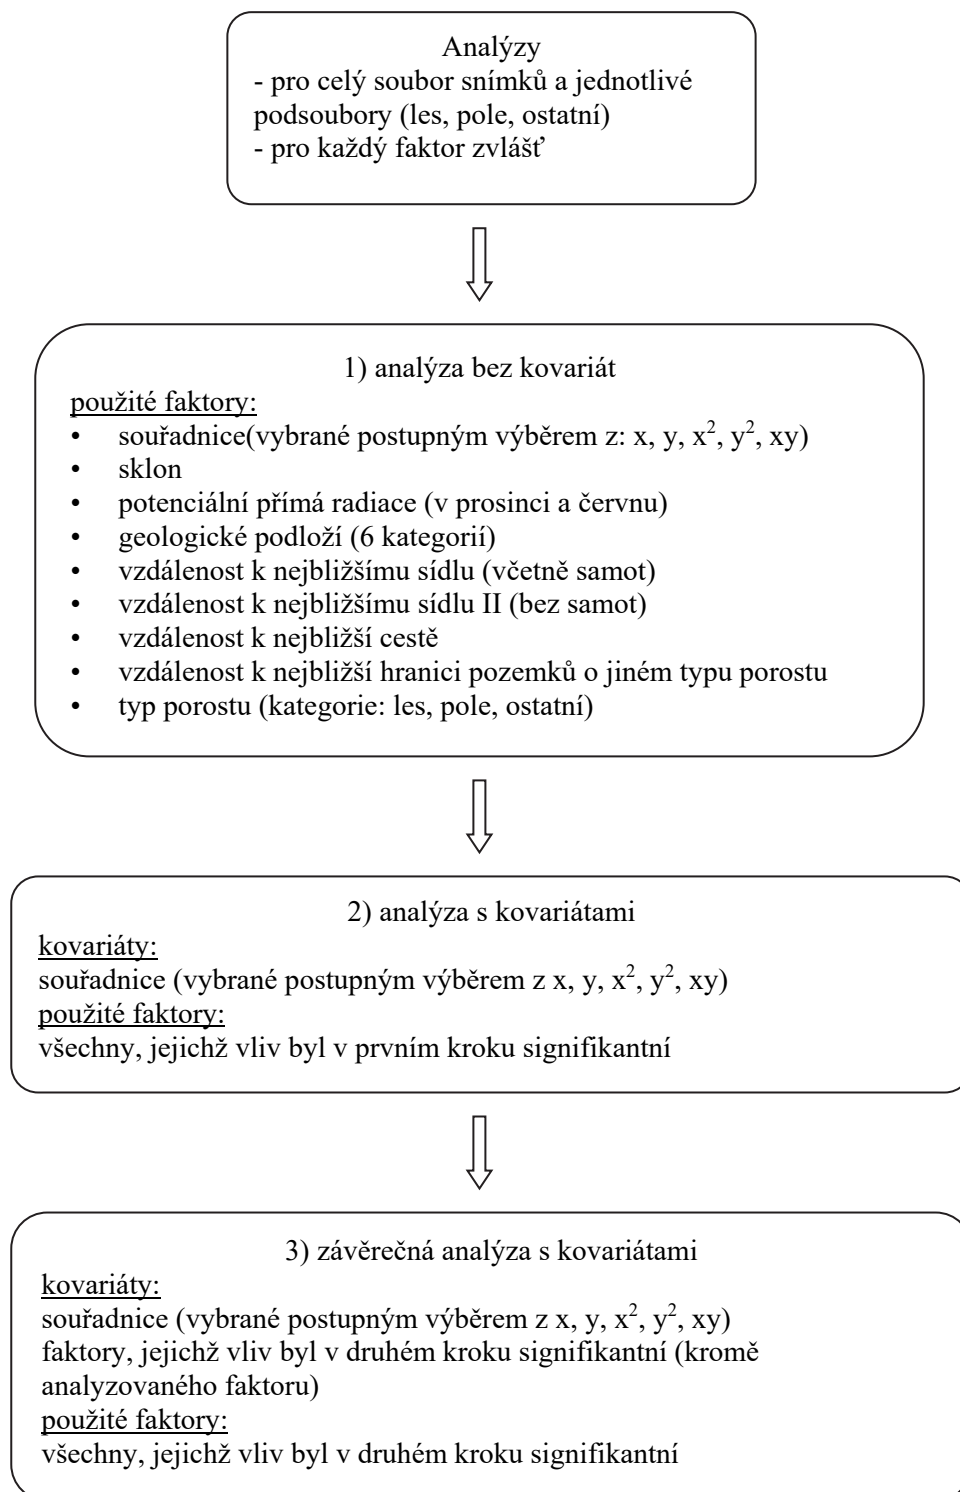 Analýzy
- pro celý soubor snímků a jednotlivé
podsoubory (les, pole, ostatní)
- pro každý faktor zvlášť
1) analýza bez kovariát
použité faktory:
• souřadnice(vybrané postupným výběrem z: x, y, x², y², xy)
• sklon
• potenciální přímá radiace (v prosinci a červnu)
• geologické podloží (6 kategorií)
• vzdálenost k nejbližšímu sídlu (včetně samot)
• vzdálenost k nejbližšímu sídlu II (bez samot)
• vzdálenost k nejbližší cestě
• vzdálenost k nejbližší hranici pozemků o jiném typu porostu
• typ porostu (kategorie: les, pole, ostatní)
2) analýza s kovariátami
kovariáty:
souřadnice (vybrané postupným výběrem z x, y, x², y², xy)
použité faktory:
všechny, jejichž vliv byl v prvním kroku signifikantní
3) závěrečná analýza s kovariátami
kovariáty:
souřadnice (vybrané postupným výběrem z x, y, x², y², xy)
faktory, jejichž vliv byl v druhém kroku signifikantní (kromě
analyzovaného faktoru)
použité faktory:
všechny, jejichž vliv byl v druhém kroku signifikantní